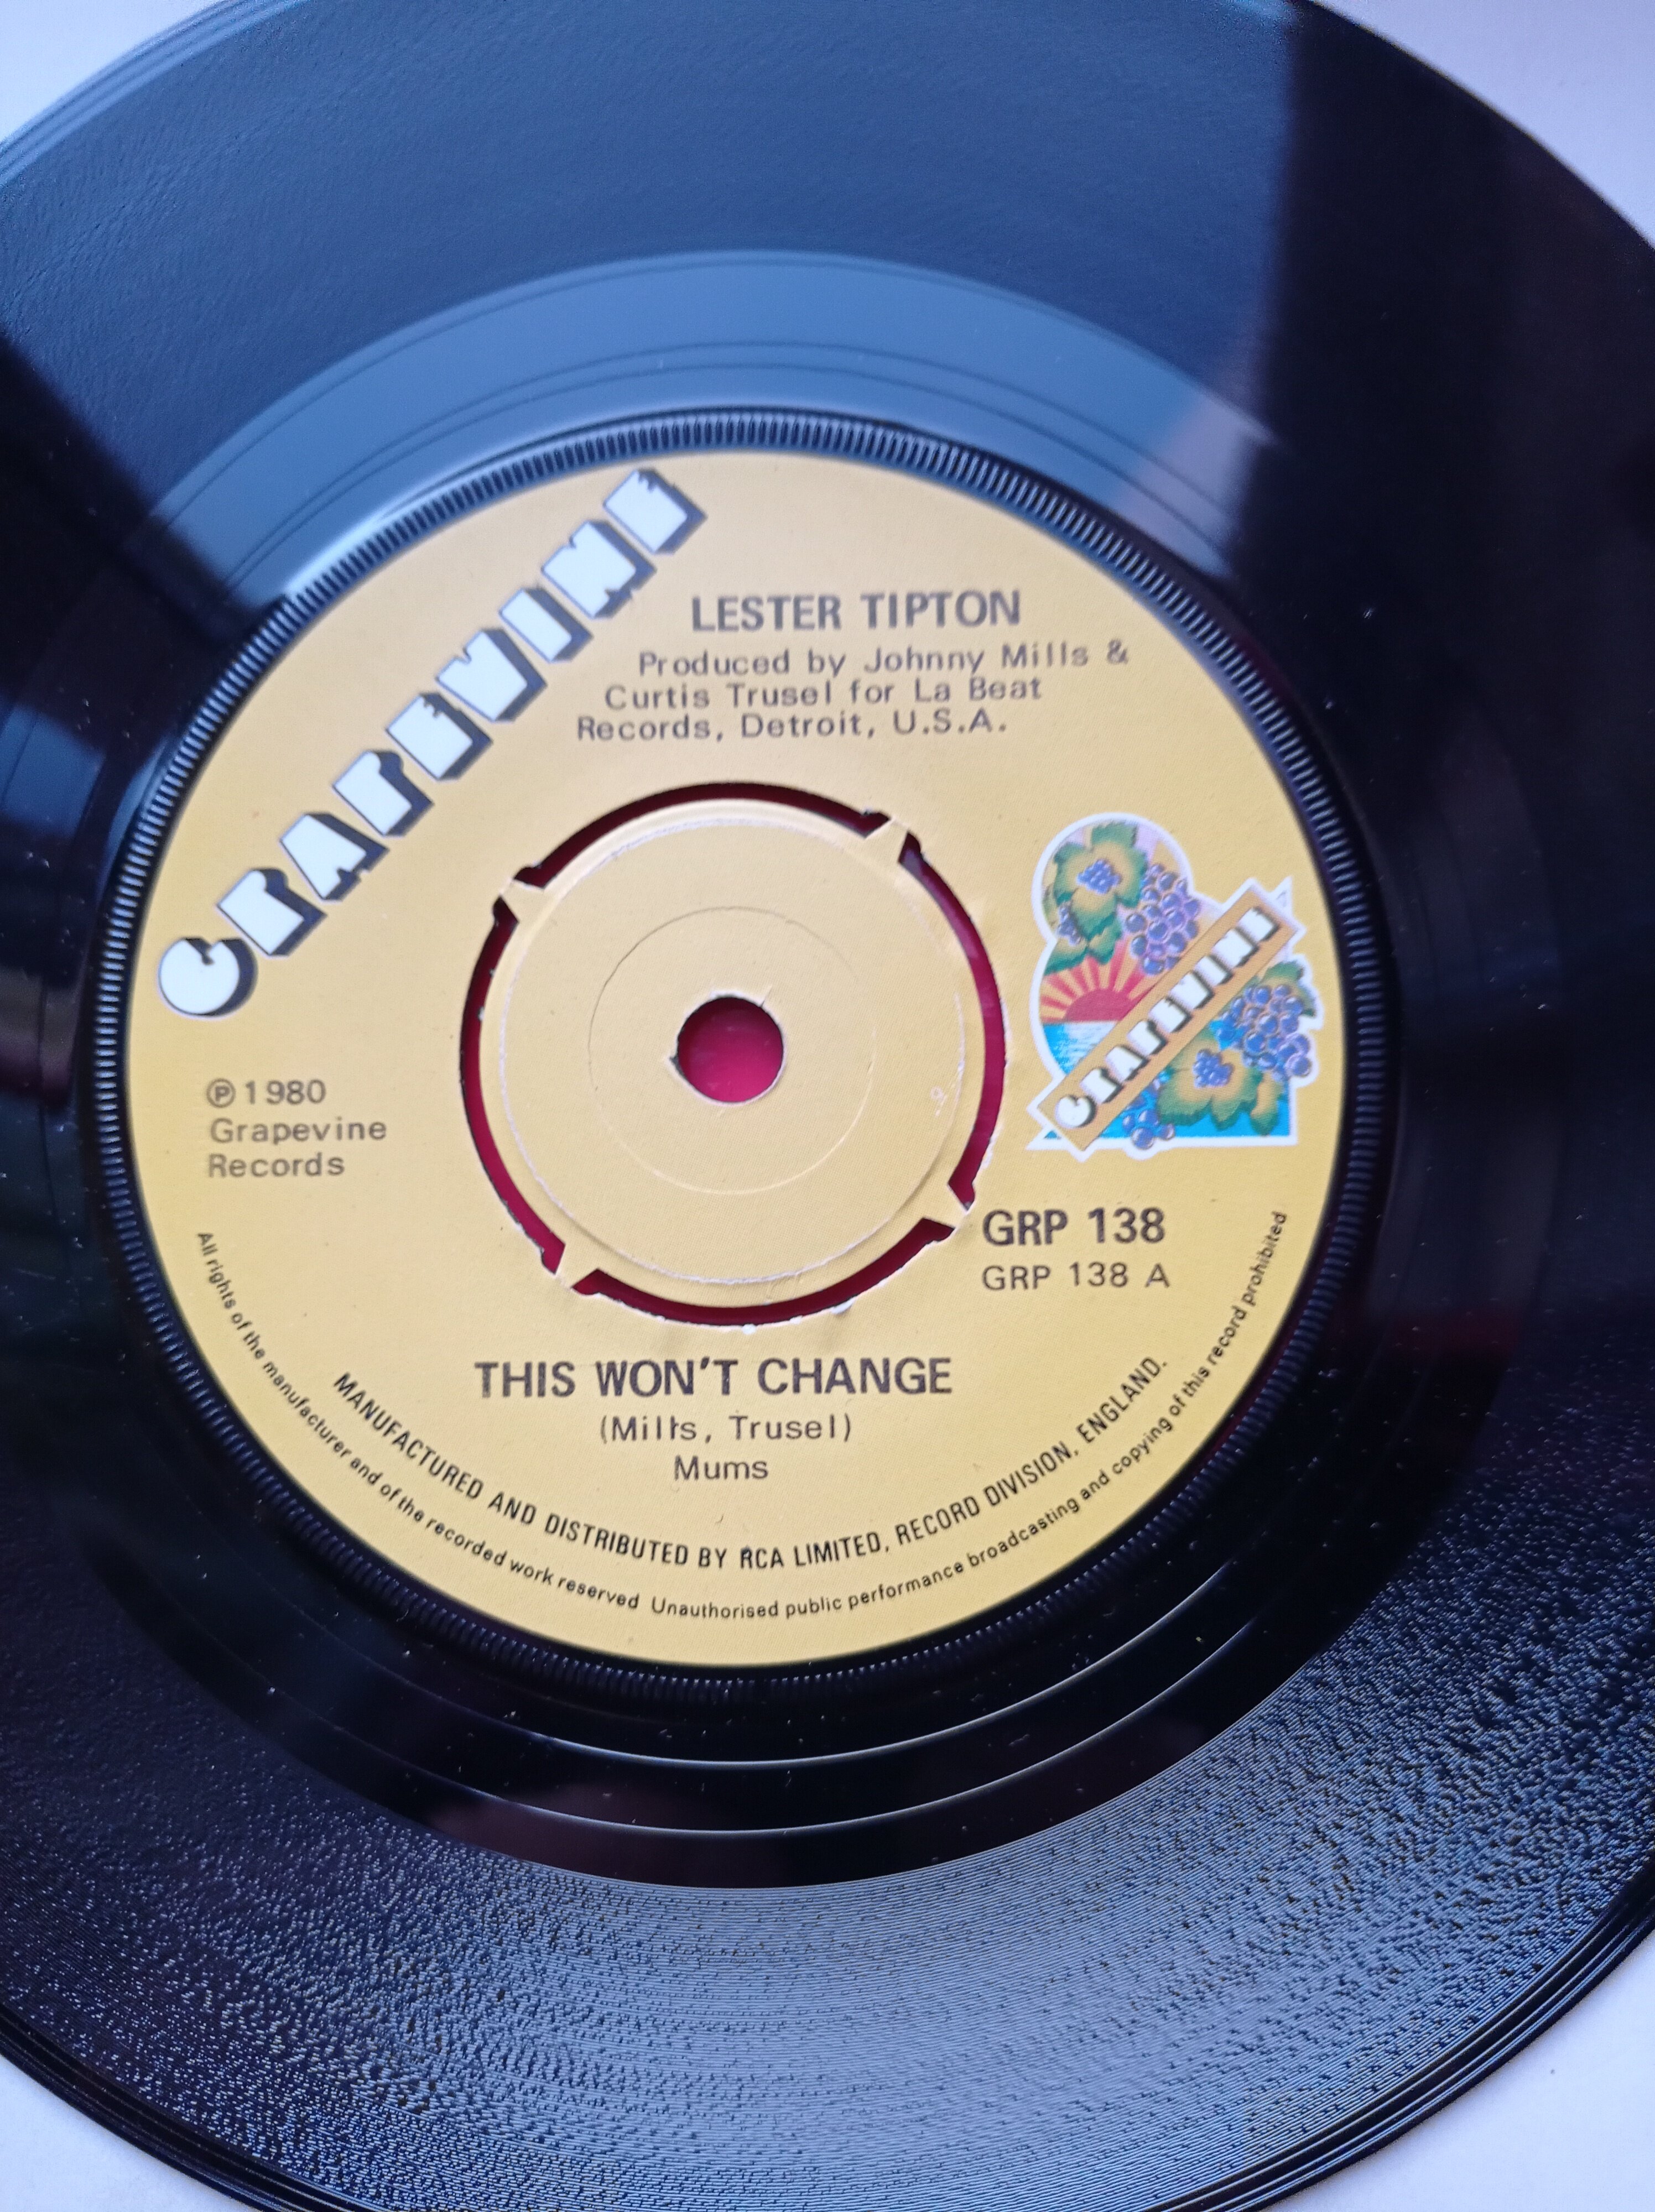 GRAPEVINE
LESTER TIPTON
Produced by Johnny Mills &
Curtis Trusel for La Beat
Records, Detroit, U.S.A.
GRAPEVINE
℗ 1980
Grapevine
Records
GRP 138
GRP 138 A
THIS WON'T CHANGE
(Mills, Trusel)
Mums
MANUFACTURED AND DISTRIBUTED BY RCA LIMITED, RECORD DIVISION, ENGLAND.
All rights of the manufacturer and of the recorded work reserved Unauthorised public performance broadcasting and copying of this record prohibited